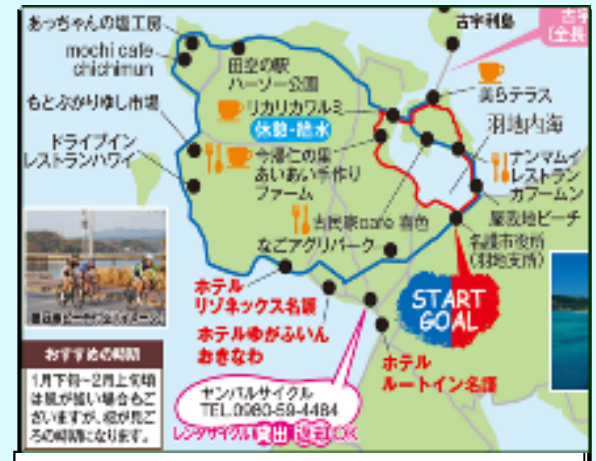 あっちゃんの塩工房
mochi cafe
chichimun
もとぶかりゆし市場
ドライブイン
レストランハワイ
田空の駅
ハーソー公園
リカリカワルミ
休憩・給水
今帰仁の里
あいあい手作り
ファーム
古民家cafe 喜色
なごアグリパーク
古宇利島
古宇
(全長
美らテラス
羽地内海
ナンマムイ
レストラン
カフームン
屋我地ビーチ
名護市役所
(羽地支所)
START
GOAL
ホテル
リゾネックス名護
ホテルゆがふいん
おきなわ
ホテル
ルートイン名護
ヤンバルサイクル
TEL.0980-59-4484
レンタサイクル 貸出 返却 OK
おすすめの時期
1月下旬~2月上旬頃
は風が強い場合もご
ざいますが、桜が見ご
ろの時期になります。